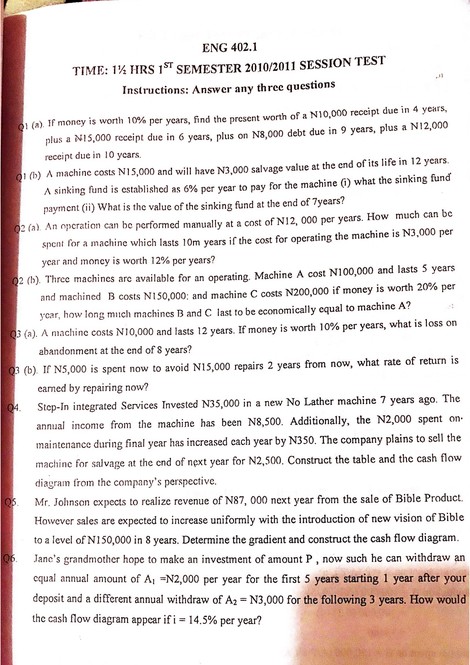 ENG 402.1
TIME: 1½ HRS 1ST SEMESTER 2010/2011 SESSION TEST
Instructions: Answer any three questions
Q1 (a). If money is worth 10% per years, find the present worth of a N10,000 receipt due in 4 years,
plus a N15,000 receipt due in 6 years, plus on N8,000 debt due in 9 years, plus a N12,000
receipt due in 10 years.
Q1 (b) A machine costs N15,000 and will have N3,000 salvage value at the end of its life in 12 years.
A sinking fund is established as 6% per year to pay for the machine (i) what the sinking fund
payment (ii) What is the value of the sinking fund at the end of 7years?
Q2 (a). An operation can be performed manually at a cost of N12, 000 per years. How much can be
spent for a machine which lasts 10m years if the cost for operating the machine is N3,000 per
year and money is worth 12% per years?
Q2 (b). Three machines are available for an operating. Machine A cost N100,000 and lasts 5 years
and machined B costs N150,000; and machine C costs N200,000 if money is worth 20% per
year, how long much machines B and C last to be economically equal to machine A?
Q3 (a). A machine costs N10,000 and lasts 12 years. If money is worth 10% per years, what is loss on
abandonment at the end of 8 years?
Q3 (b). If N5,000 is spent now to avoid N15,000 repairs 2 years from now, what rate of return is
earned by repairing now?
Q4. Step-In integrated Services Invested N35,000 in a new No Lather machine 7 years ago. The
annual income from the machine has been N8,500. Additionally, the N2,000 spent on-
maintenance during final year has increased each year by N350. The company plains to sell the
machine for salvage at the end of next year for N2,500. Construct the table and the cash flow
diagram from the company's perspective.
Q5. Mr. Johnson expects to realize revenue of N87, 000 next year from the sale of Bible Product.
However sales are expected to increase uniformly with the introduction of new vision of Bible
to a level of N150,000 in 8 years. Determine the gradient and construct the cash flow diagram.
Q6. Jane's grandmother hope to make an investment of amount P , now such he can withdraw an
equal annual amount of A₁ =N2,000 per year for the first 5 years starting 1 year after your
deposit and a different annual withdraw of A₂ = N3,000 for the following 3 years. How would
the cash flow diagram appear if i = 14.5% per year?